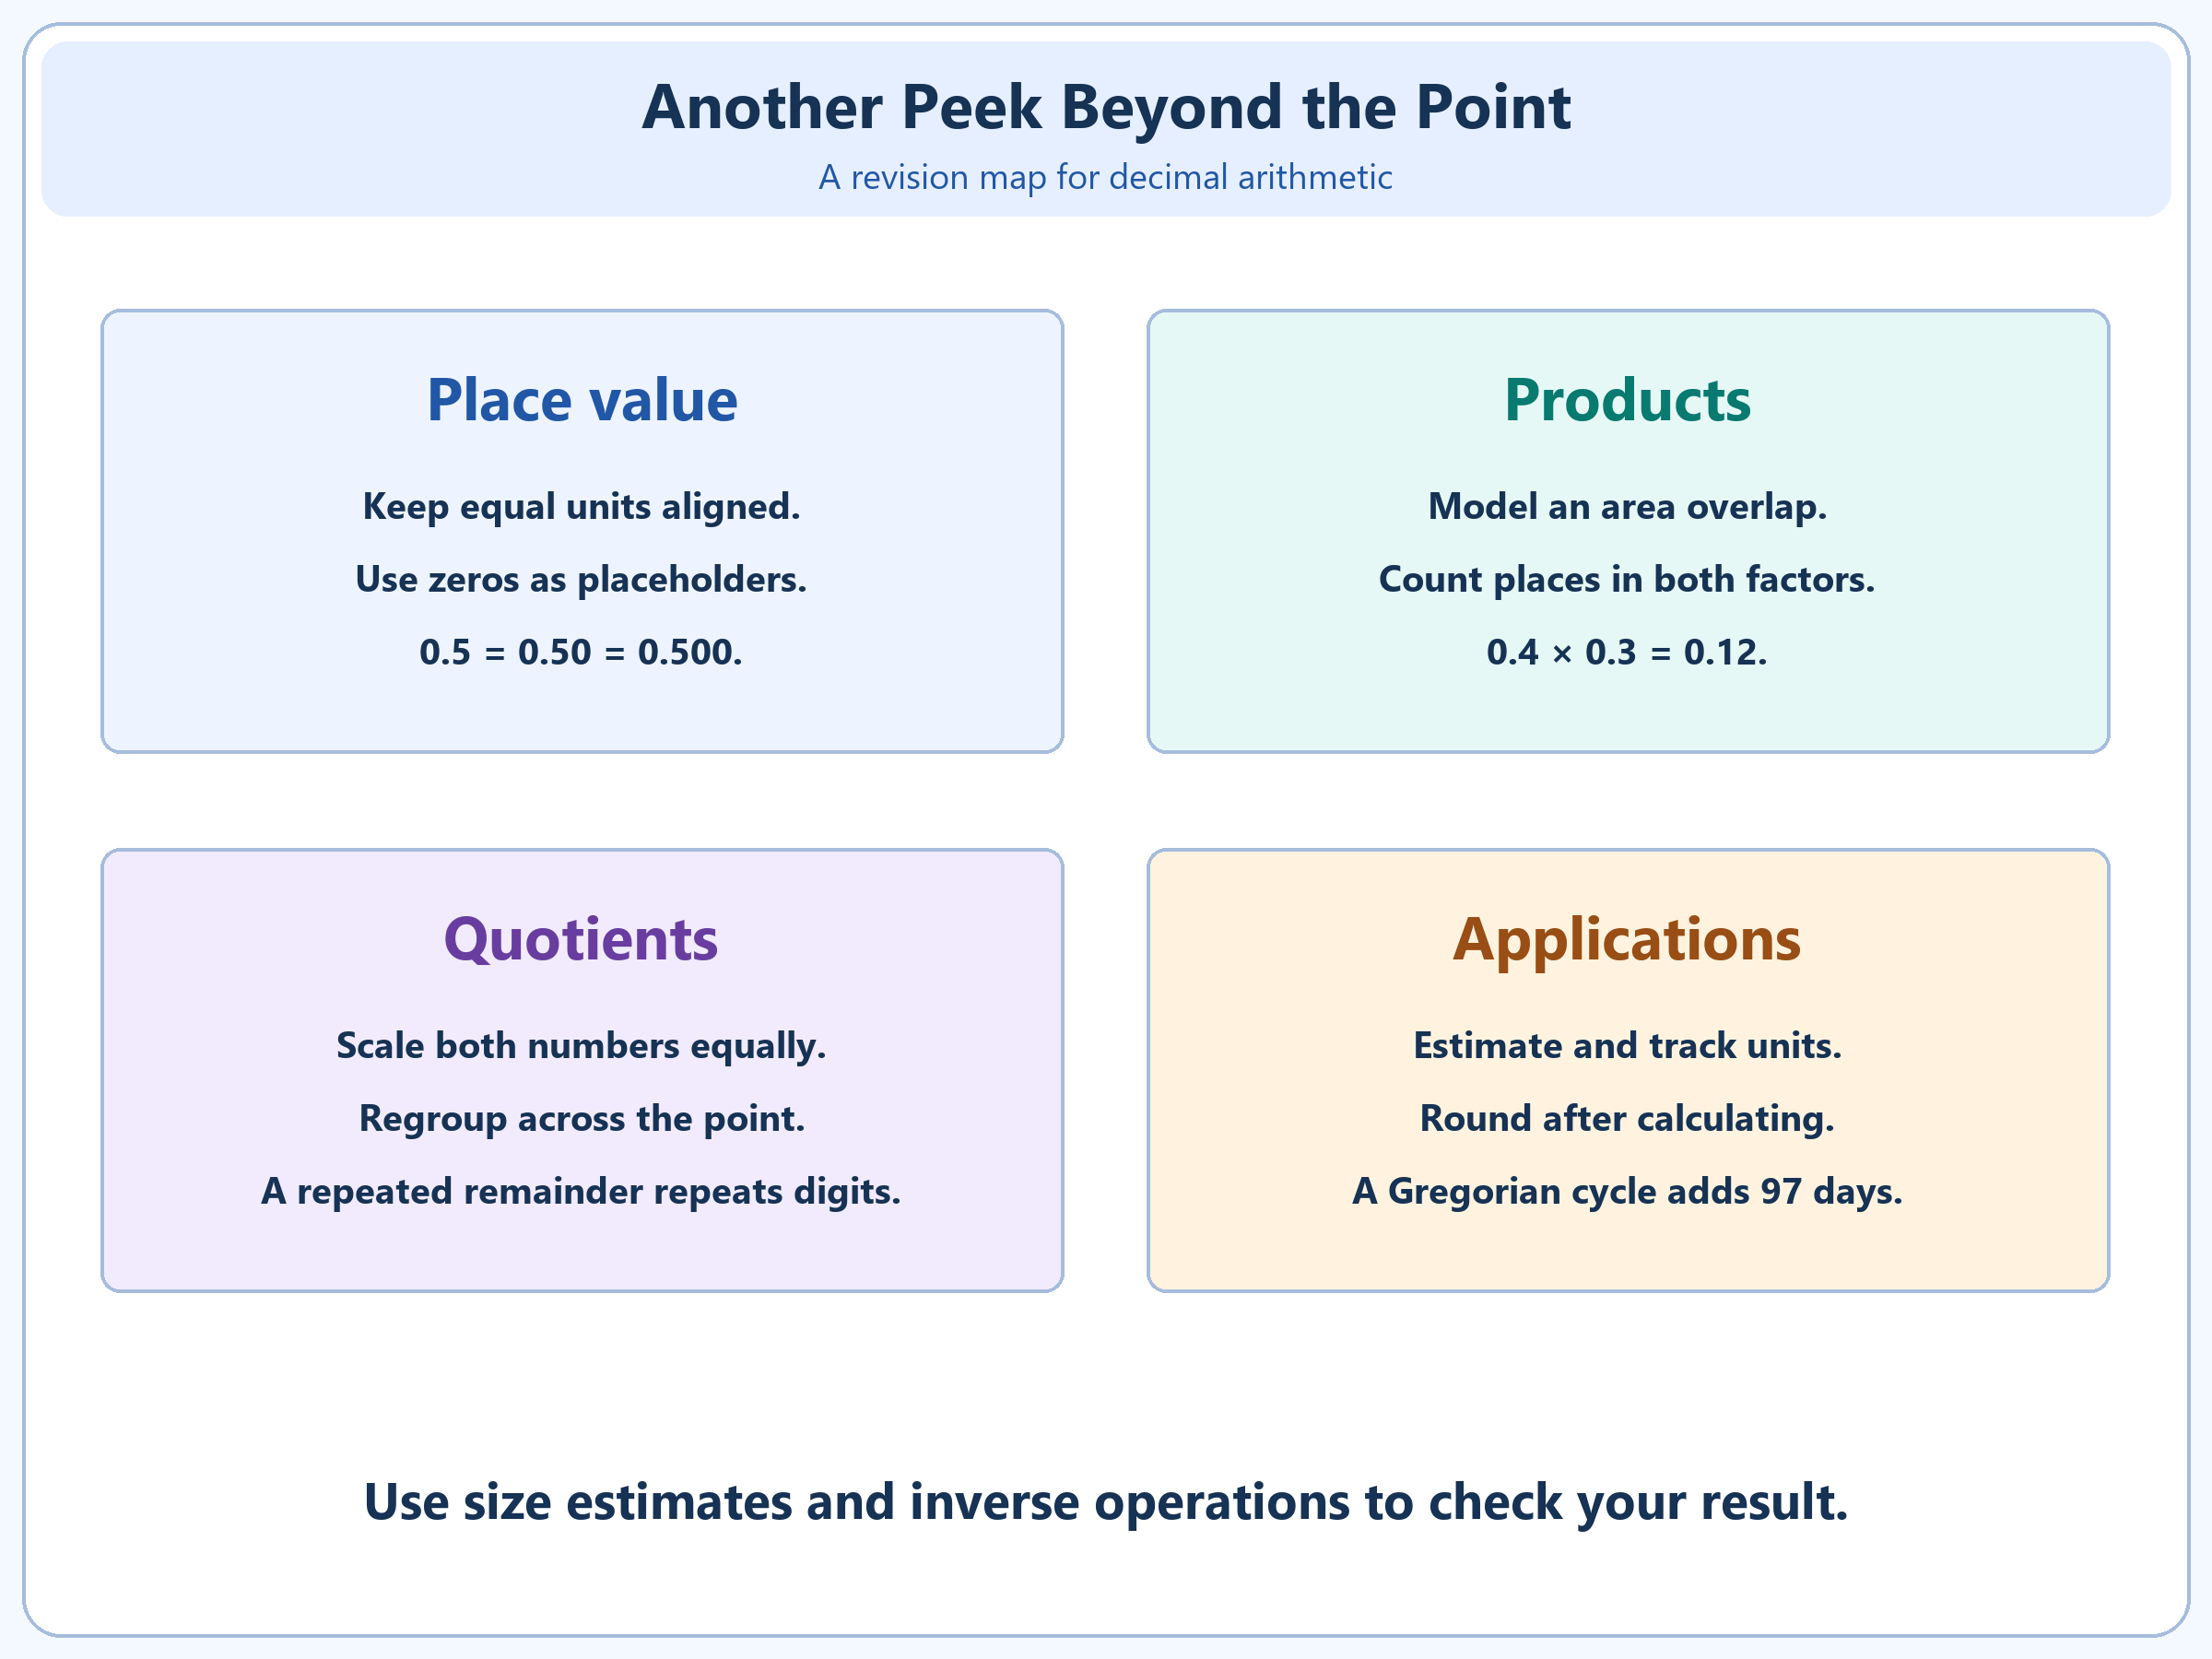 Another Peek Beyond the Point
A revision map for decimal arithmetic
Place value
Keep equal units aligned.
Use zeros as placeholders.
0.5 = 0.50 = 0.500.
Products
Model an area overlap.
Count places in both factors.
0.4 × 0.3 = 0.12.
Quotients
Scale both numbers equally.
Regroup across the point.
A repeated remainder repeats digits.
Applications
Estimate and track units.
Round after calculating.
A Gregorian cycle adds 97 days.
Use size estimates and inverse operations to check your result.